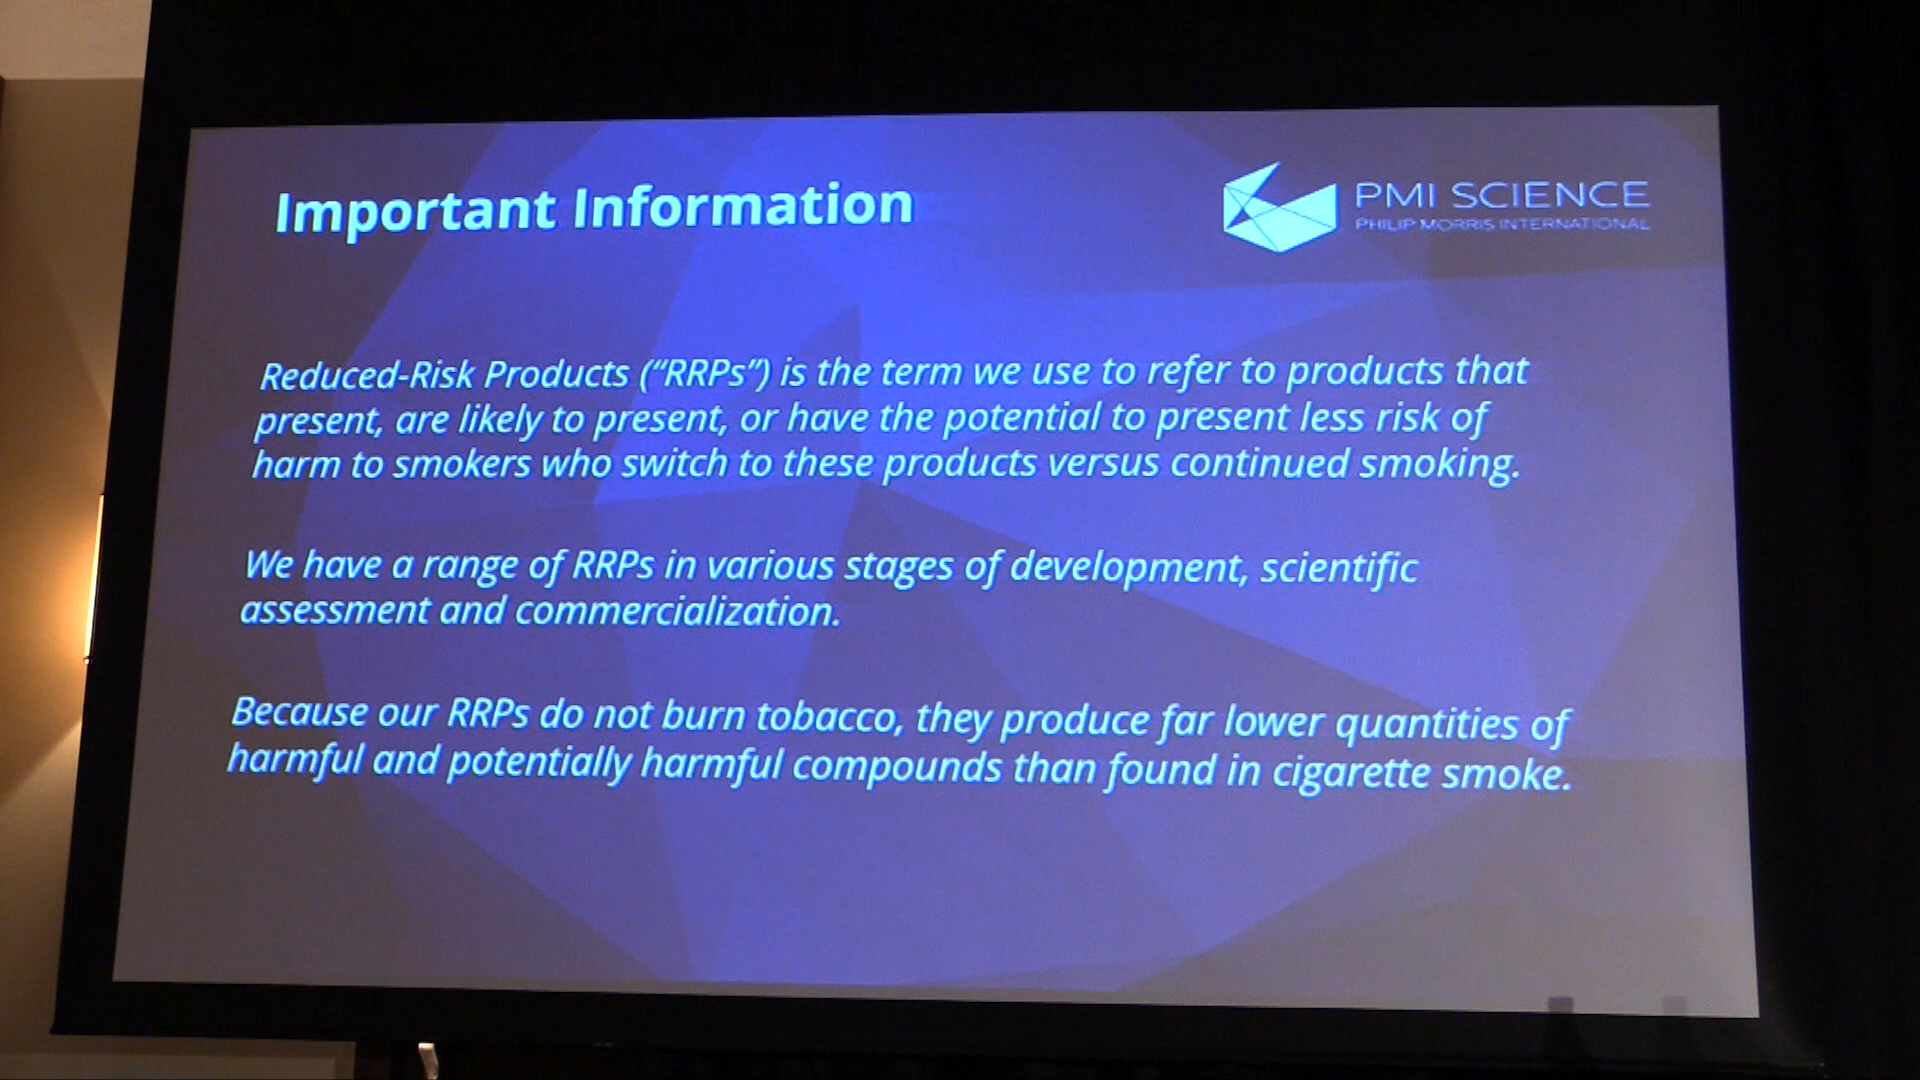 Important Information
PMI SCIENCE
PHILIP MORRIS INTERNATIONAL
Reduced-Risk Products (“RRPs”) is the term we use to refer to products that
present, are likely to present, or have the potential to present less risk of
harm to smokers who switch to these products versus continued smoking.
We have a range of RRPs in various stages of development, scientific
assessment and commercialization.
Because our RRPs do not burn tobacco, they produce far lower quantities of
harmful and potentially harmful compounds than found in cigarette smoke.